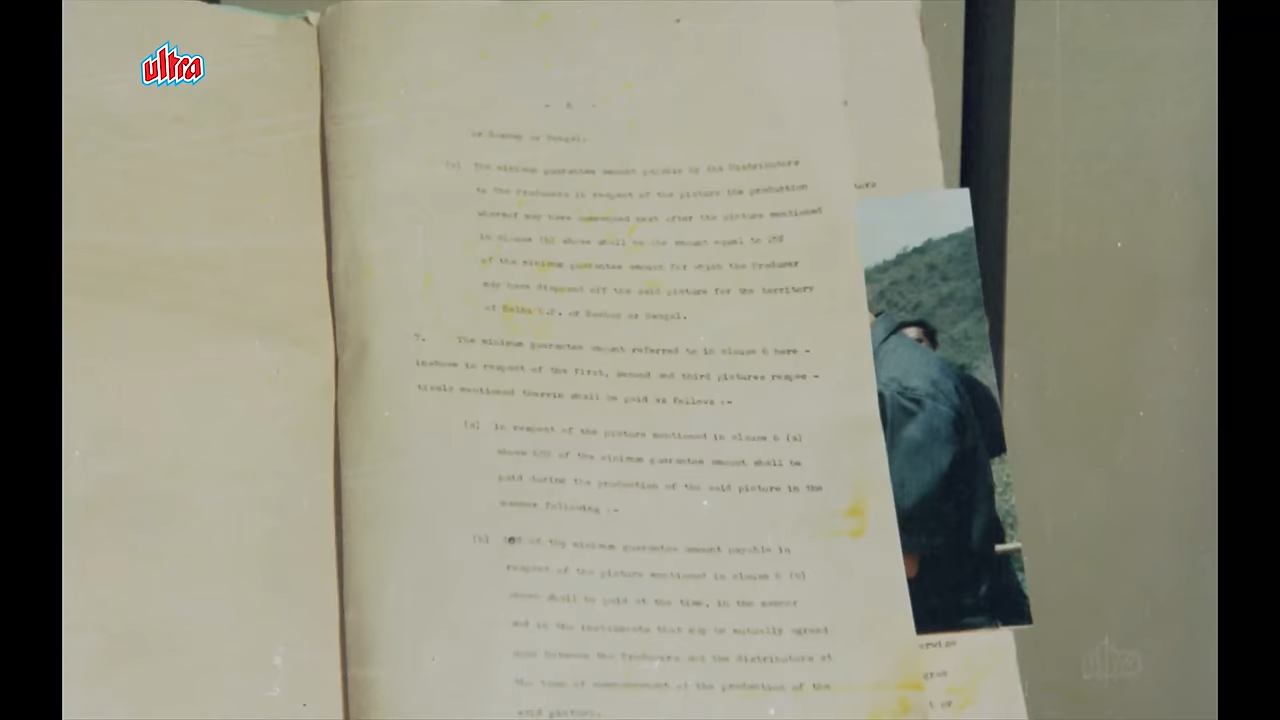 ultra
- 6 -
or Bombay or Bengal.
(c) The minimum guarantee amount payable by the Distributors
to the Producers in respect of the picture the production
whereof may have commenced next after the picture mentioned
in clause (b) above shall be the amount equal to
of the minimum guarantee amount for which the Producer
may have disposed off the said picture for the territory
of Delhi U.P. or Bombay or Bengal.
7. The minimum guarantee amount referred to in clause 6 here -
inabove in respect of the first, second and third pictures respec -
tively mentioned therein shall be paid as follows :-
(a) in respect of the picture mentioned in clause 6 (a)
above of the minimum guarantee amount shall be
paid during the production of the said picture in the
manner following :-
(b) of the minimum guarantee amount payable in
respect of the picture mentioned in clause 6 (b)
above shall be paid at the time, in the manner
and in the instalments that may be mutually agreed
upon between the Producers and the Distributors at
the time of commencement of the production of the
said picture.
erwise
gree
t of
ultra